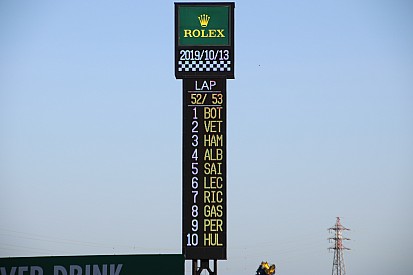 ROLEX
2019/10/13
LAP
52/ 53
1 BOT
2 VET
3 HAM
4 ALB
5 SAI
6 LEC
7 RIC
8 GAS
9 PER
10 HUL
DRINK